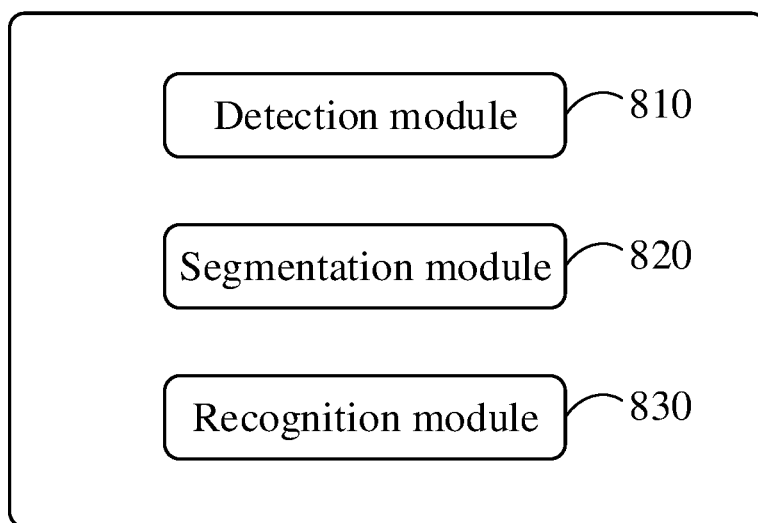 Detection module 810
Segmentation module 820
Recognition module 830